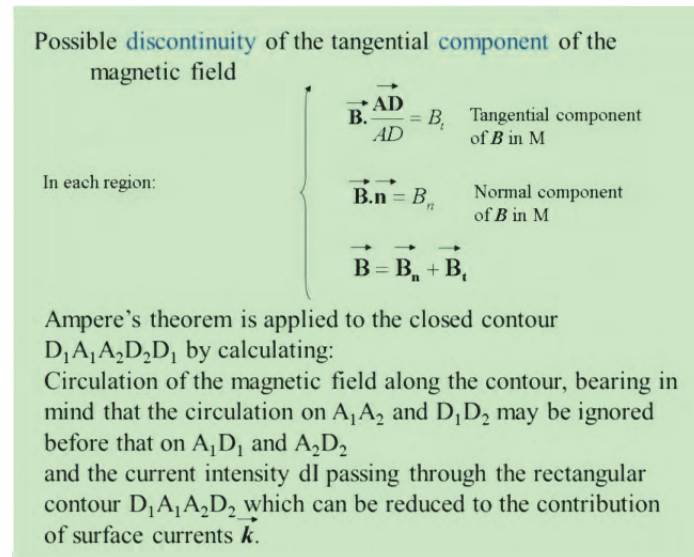 Possible discontinuity of the tangential component of the
magnetic field
In each region:
B⃗.AD⃗/AD = Bₜ Tangential component
of B in M
B⃗.n⃗ = Bₙ Normal component
of B in M
B⃗ = B⃗ₙ + B⃗ₜ
Ampere’s theorem is applied to the closed contour
D₁A₁A₂D₂D₁ by calculating:
Circulation of the magnetic field along the contour, bearing in
mind that the circulation on A₁A₂ and D₁D₂ may be ignored
before that on A₁D₁ and A₂D₂
and the current intensity dI passing through the rectangular
contour D₁A₁A₂D₂ which can be reduced to the contribution
of surface currents k⃗.